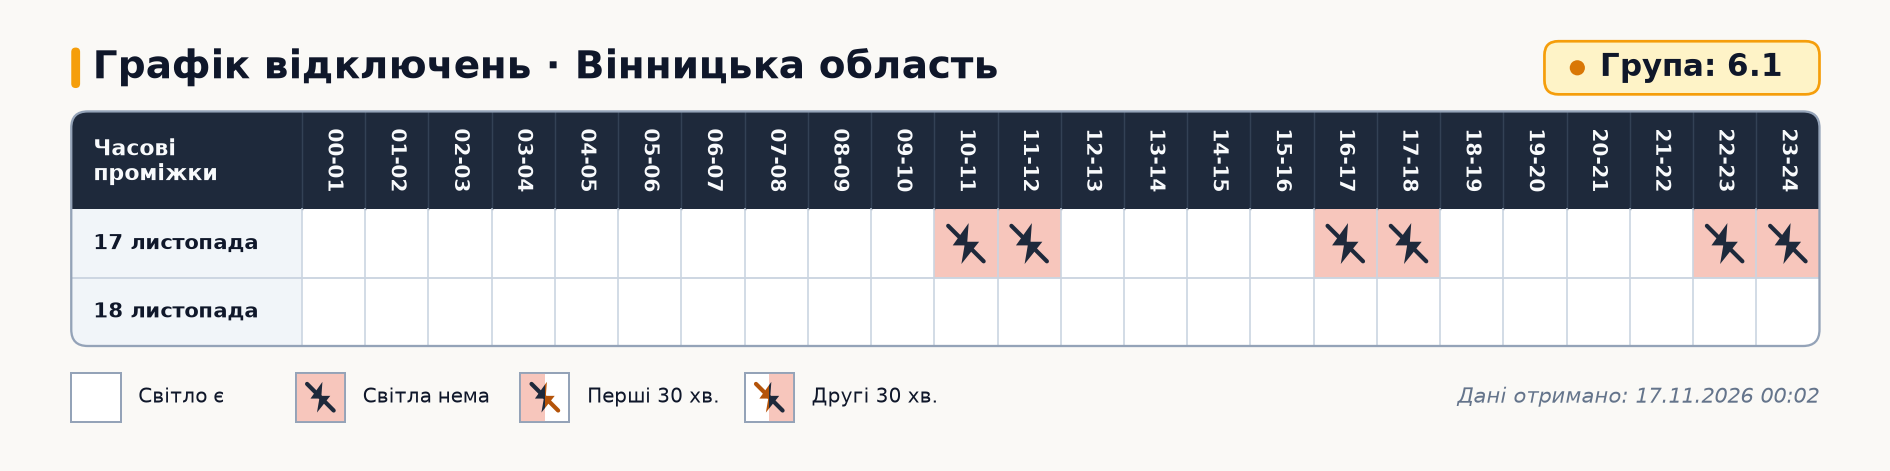 Графік відключень · Вінницька область
Група: 6.1
Часові
проміжки
00-01
01-02
02-03
03-04
04-05
05-06
06-07
07-08
08-09
09-10
10-11
11-12
12-13
13-14
14-15
15-16
16-17
17-18
18-19
19-20
20-21
21-22
22-23
23-24
17 листопада
18 листопада
Світло є
Світла нема
Перші 30 хв.
Другі 30 хв.
Дані отримано: 17.11.2026 00:02